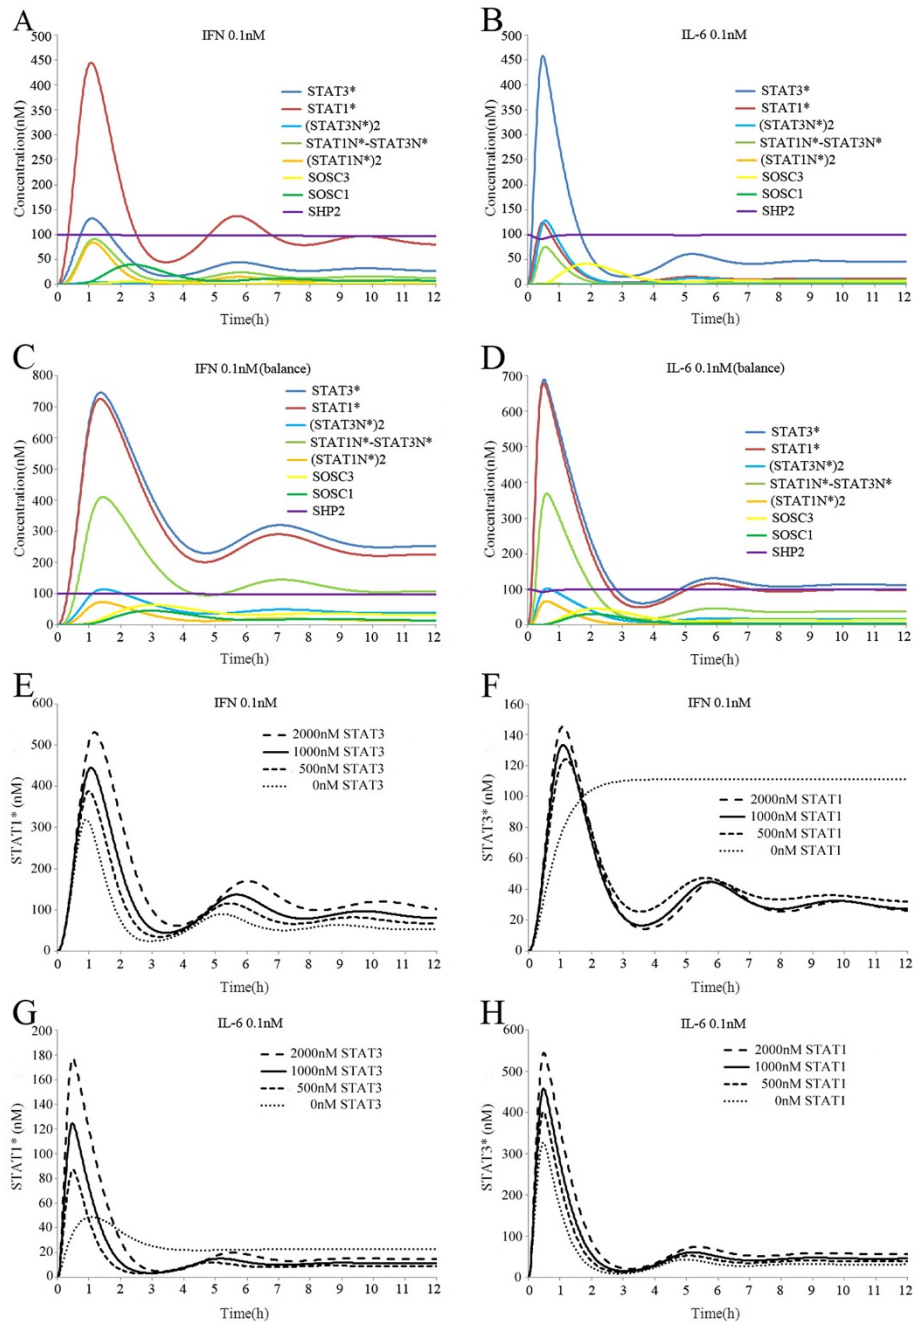 A
IFN 0.1nM
Concentration(nM)
500
450
400
350
300
250
200
150
100
50
0
0 1 2 3 4 5 6 7 8 9 10 11 12
Time(h)
STAT3*
STAT1*
(STAT3N*)2
STAT1N*-STAT3N*
(STAT1N*)2
SOSC3
SOSC1
SHP2
B
IL-6 0.1nM
Concentration(nM)
500
450
400
350
300
250
200
150
100
50
0
0 1 2 3 4 5 6 7 8 9 10 11 12
Time(h)
STAT3*
STAT1*
(STAT3N*)2
STAT1N*-STAT3N*
(STAT1N*)2
SOSC3
SOSC1
SHP2
C
IFN 0.1nM(balance)
Concentration(nM)
800
700
600
500
400
300
200
100
0
0 1 2 3 4 5 6 7 8 9 10 11 12
Time(h)
STAT3*
STAT1*
(STAT3N*)2
STAT1N*-STAT3N*
(STAT1N*)2
SOSC3
SOSC1
SHP2
D
IL-6 0.1nM(balance)
Concentration(nM)
700
600
500
400
300
200
100
0
0 1 2 3 4 5 6 7 8 9 10 11 12
Time(h)
STAT3*
STAT1*
(STAT3N*)2
STAT1N*-STAT3N*
(STAT1N*)2
SOSC3
SOSC1
SHP2
E
IFN 0.1nM
STAT1* (nM)
600
500
400
300
200
100
0
0 1 2 3 4 5 6 7 8 9 10 11 12
Time(h)
2000nM STAT3
1000nM STAT3
500nM STAT3
0nM STAT3
F
IFN 0.1nM
STAT3* (nM)
160
140
120
100
80
60
40
20
0
0 1 2 3 4 5 6 7 8 9 10 11 12
Time(h)
2000nM STAT1
1000nM STAT1
500nM STAT1
0nM STAT1
G
IL-6 0.1nM
STAT1* (nM)
200
180
160
140
120
100
80
60
40
20
0
0 1 2 3 4 5 6 7 8 9 10 11 12
Time(h)
2000nM STAT3
1000nM STAT3
500nM STAT3
0nM STAT3
H
IL-6 0.1nM
STAT3* (nM)
600
500
400
300
200
100
0
0 1 2 3 4 5 6 7 8 9 10 11 12
Time(h)
2000nM STAT1
1000nM STAT1
500nM STAT1
0nM STAT1